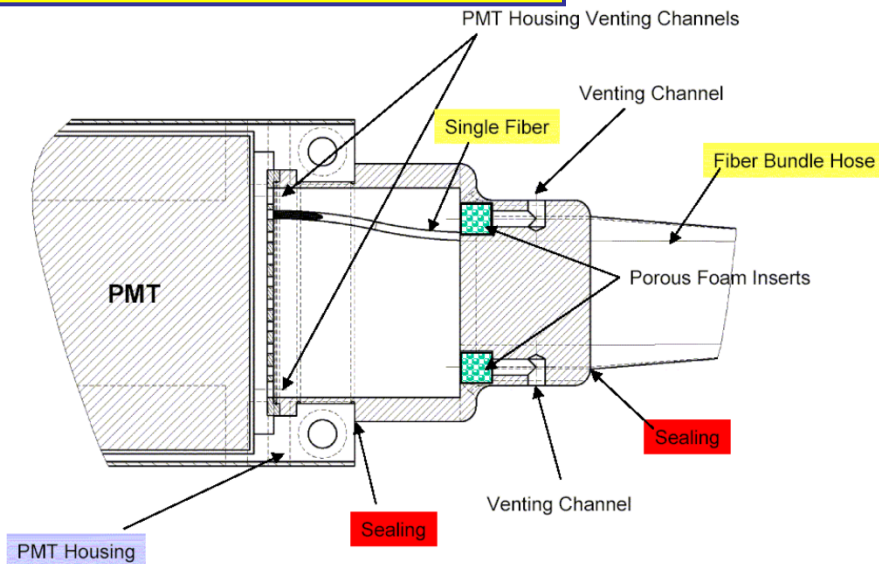 PMT Housing Venting Channels
Venting Channel
Single Fiber
Fiber Bundle Hose
Porous Foam Inserts
PMT
Sealing
Venting Channel
Sealing
PMT Housing